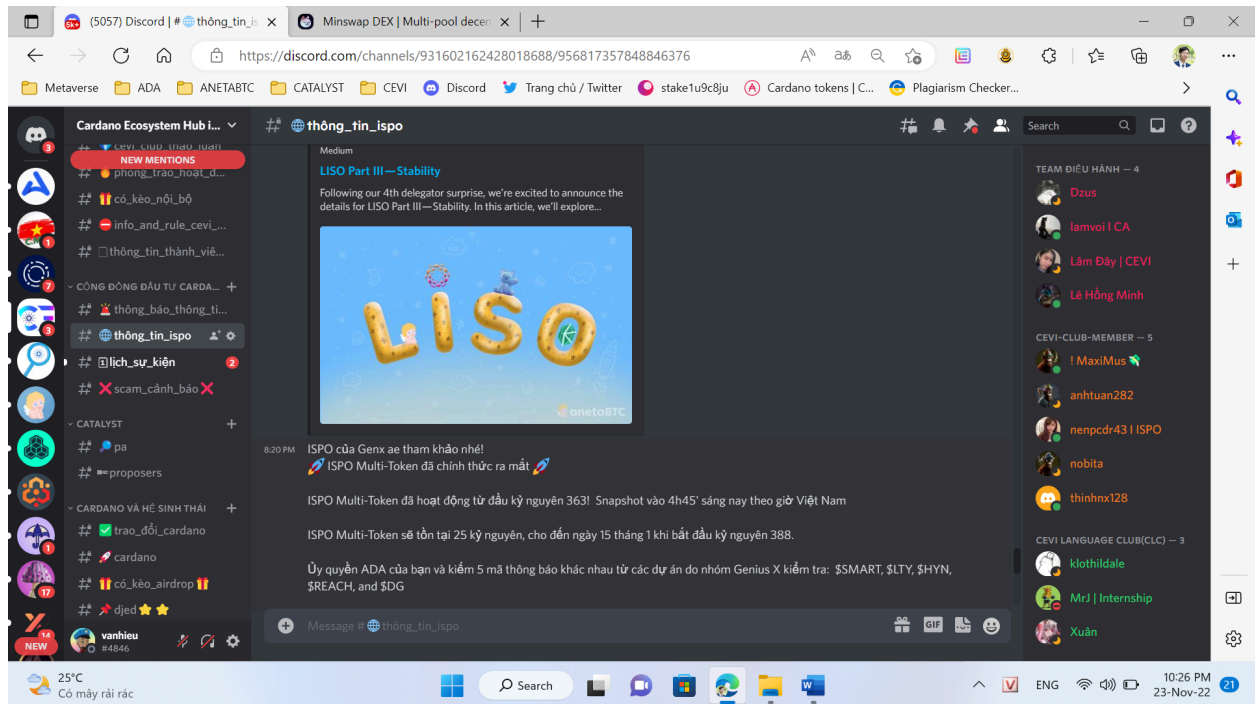 (5057) Discord | # thông_tin_is
Minswap DEX | Multi-pool decen
https://discord.com/channels/931602162428018688/956817357848846376
Metaverse
ADA
ANETABTC
CATALYST
CEVI
Discord
Trang chủ / Twitter
stake1u9c8ju
Cardano tokens | C...
Plagiarism Checker...
Cardano Ecosystem Hub i...
NEW MENTIONS
phong_trào_hoạt_đ...
có_kèo_nội_bộ
info_and_rule_cevi_...
thông_tin_thành_viê...
CỘNG ĐỒNG ĐẦU TƯ CARDA...
thông_báo_thông_ti...
thông_tin_ispo
lịch_sự_kiện
2
scam_cảnh_báo
CATALYST
pa
proposers
CARDANO VÀ HỆ SINH THÁI
trao_đổi_cardano
cardano
có_kèo_airdrop
djed
vanhieu
#4846
NEW
thông_tin_ispo
Search
Medium
LISO Part III—Stability
Following our 4th delegator surprise, we're excited to announce the
details for LISO Part III—Stability. In this article, we'll explore...
LISO
anetaBTC
8:20 PM ISPO của Genx ae tham khảo nhé!
🚀 ISPO Multi-Token đã chính thức ra mắt 🚀
ISPO Multi-Token đã hoạt động từ đầu kỷ nguyên 363! Snapshot vào 4h45' sáng nay theo giờ Việt Nam
ISPO Multi-Token sẽ tồn tại 25 kỷ nguyên, cho đến ngày 15 tháng 1 khi bắt đầu kỷ nguyên 388.
Ủy quyền ADA của bạn và kiếm 5 mã thông báo khác nhau từ các dự án do nhóm Genius X kiểm tra: $SMART, $LTY, $HYN,
$REACH, and $DG
Message # thông_tin_ispo
GIF
TEAM ĐIỀU HÀNH — 4
Dzus
lamvoi I CA
Lâm Đây | CEVI
Lê Hồng Minh
CEVI-CLUB-MEMBER — 5
! MaxiMus
anhtuan282
nenpcdr43 I ISPO
nobita
thinhnx128
CEVI LANGUAGE CLUB(CLC) — 3
klothildale
MrJ | Internship
Xuân
25°C
Có mây rải rác
Search
ENG
10:26 PM
23-Nov-22
21